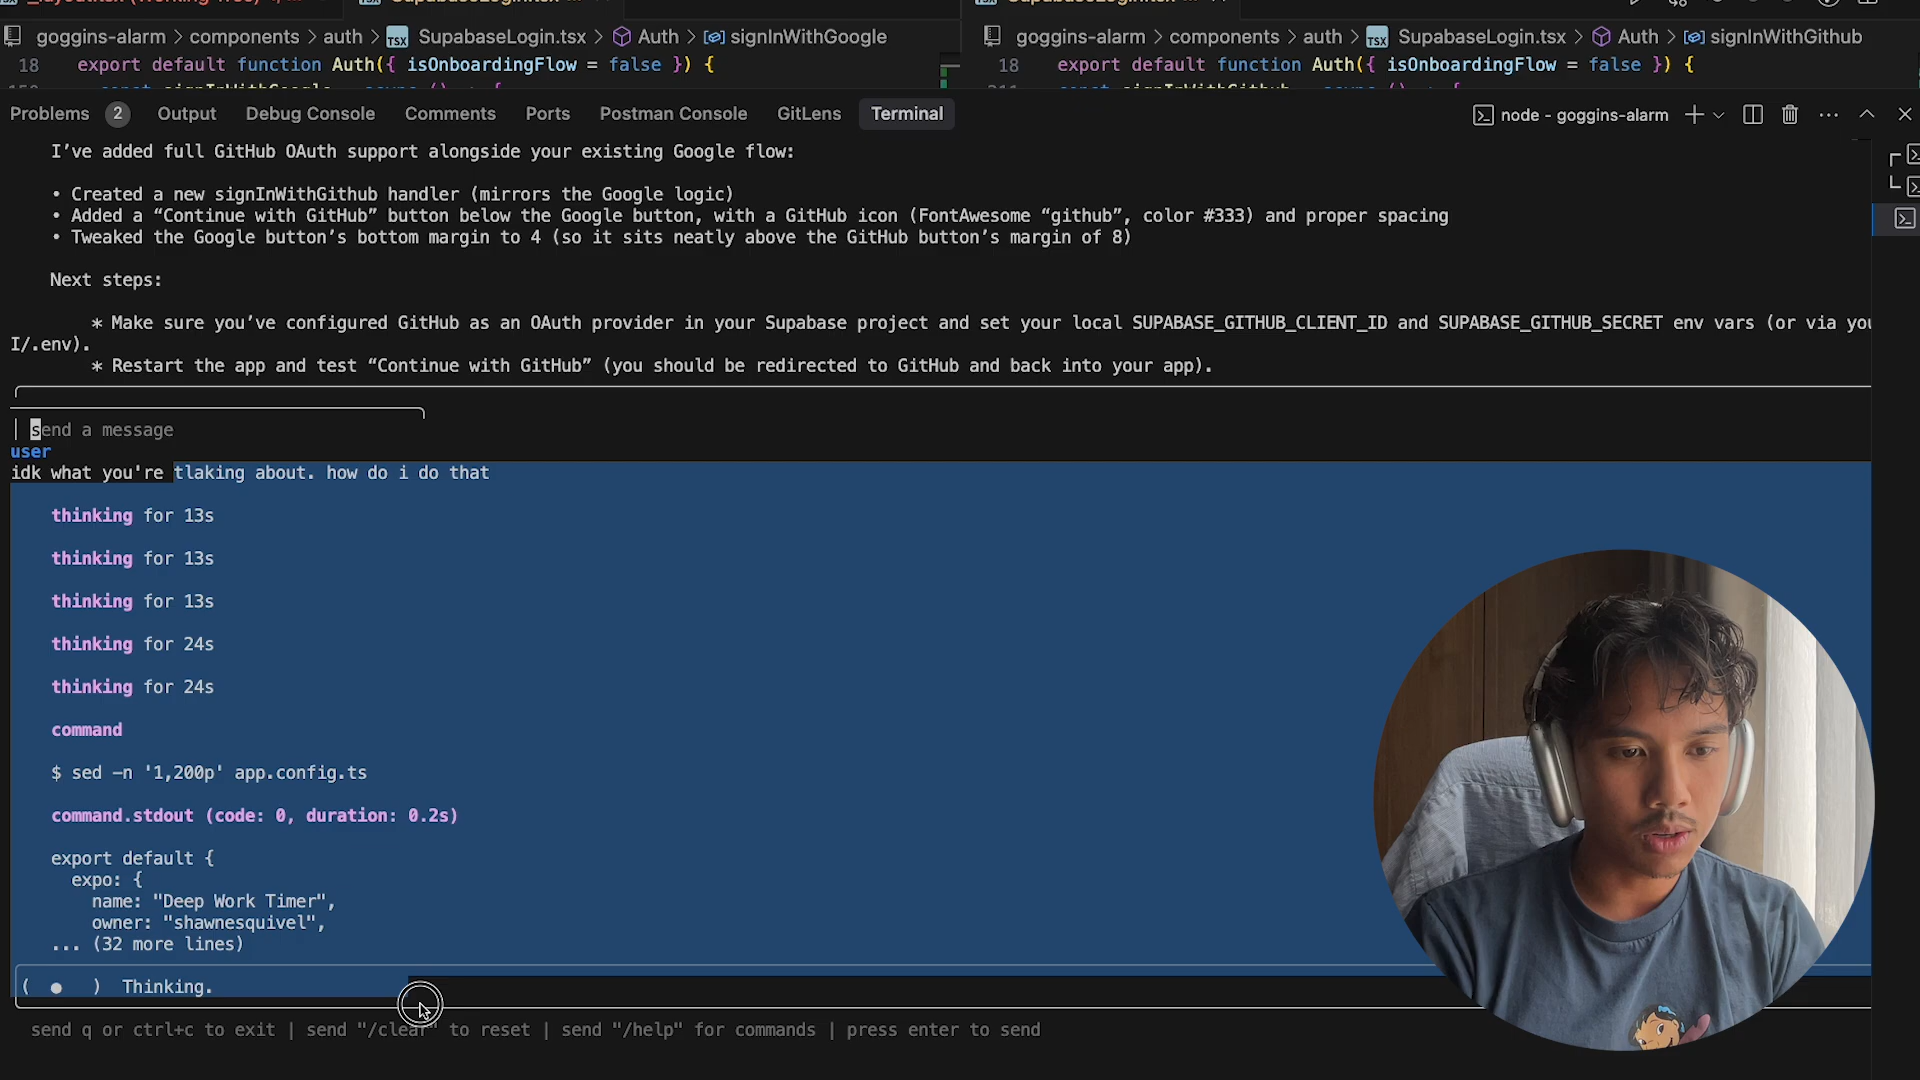 goggins-alarm > components > auth > SupabaseLogin.tsx > Auth > signInWithGoogle
18 export default function Auth({ isOnboardingFlow = false }) {
goggins-alarm > components > auth > SupabaseLogin.tsx > Auth > signInWithGithub
18 export default function Auth({ isOnboardingFlow = false }) {
Problems 2 Output Debug Console Comments Ports Postman Console GitLens Terminal node - goggins-alarm
I’ve added full GitHub OAuth support alongside your existing Google flow:
• Created a new signInWithGithub handler (mirrors the Google logic)
• Added a “Continue with GitHub” button below the Google button, with a GitHub icon (FontAwesome “github”, color #333) and proper spacing
• Tweaked the Google button’s bottom margin to 4 (so it sits neatly above the GitHub button’s margin of 8)
Next steps:
* Make sure you’ve configured GitHub as an OAuth provider in your Supabase project and set your local SUPABASE_GITHUB_CLIENT_ID and SUPABASE_GITHUB_SECRET env vars (or via
I/.env).
* Restart the app and test “Continue with GitHub” (you should be redirected to GitHub and back into your app).
send a message
user
idk what you're tlaking about. how do i do that
thinking for 13s
thinking for 13s
thinking for 13s
thinking for 24s
thinking for 24s
command
$ sed -n '1,200p' app.config.ts
command.stdout (code: 0, duration: 0.2s)
export default {
expo: {
name: "Deep Work Timer",
owner: "shawnesquivel",
... (32 more lines)
( ● ) Thinking.
send q or ctrl+c to exit | send "/clear" to reset | send "/help" for commands | press enter to send